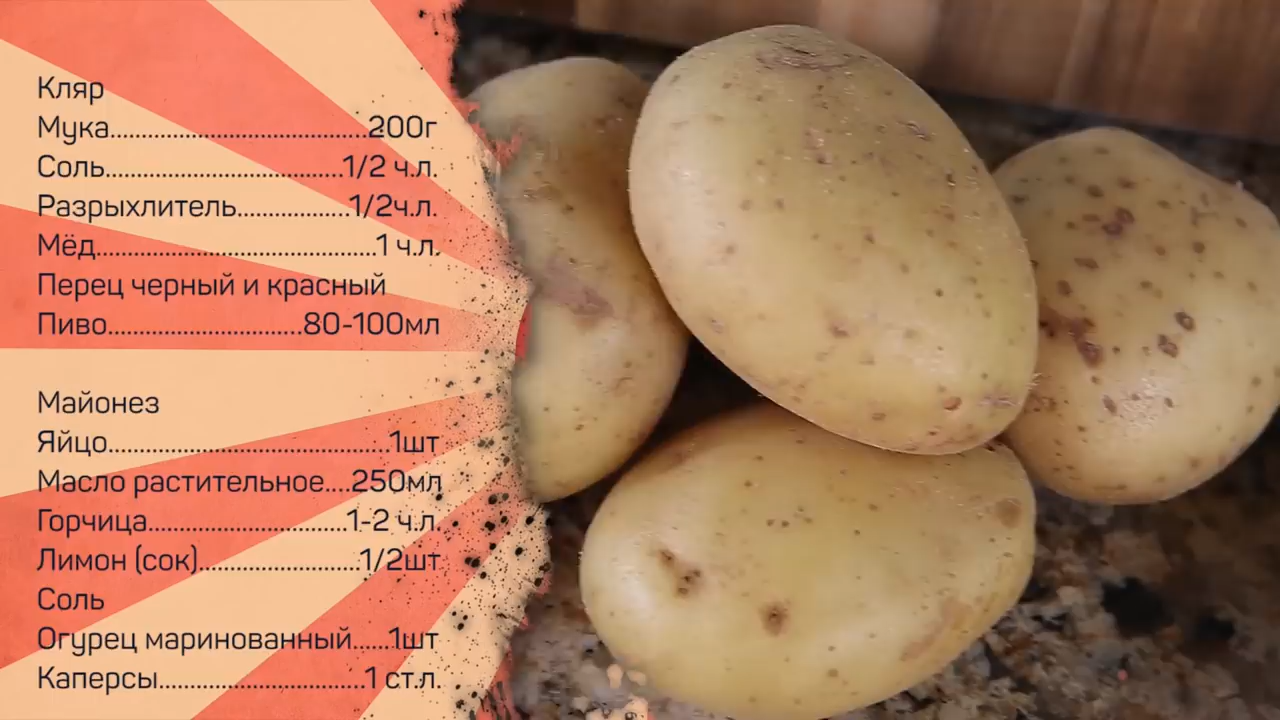 Кляр
Мука..........................................200г
Соль.......................................1/2 ч.л.
Разрыхлитель..................1/2ч.л.
Мёд..............................................1 ч.л.
Перец черный и красный
Пиво................................80-100мл
Майонез
Яйцо..............................................1шт
Масло растительное....250мл
Горчица.................................1-2 ч.л.
Лимон (сок)..........................1/2шт
Соль
Огурец маринованный.....1шт
Каперсы..................................1 ст.л.